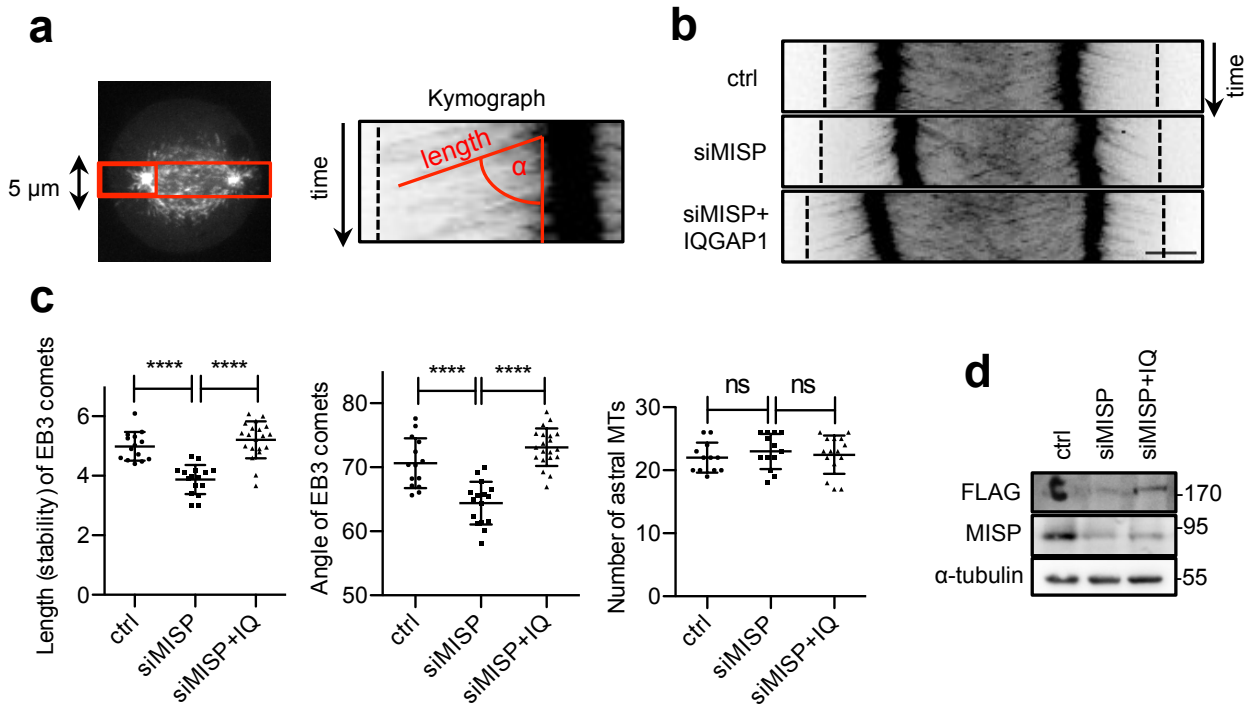 a
5 µm
Kymograph
time
length
α
b
ctrl
siMISP
siMISP+
IQGAP1
time
c
Length (stability) of EB3 comets
0
2
4
6
****
****
ctrl
siMISP
siMISP+IQ
Angle of EB3 comets
50
60
70
80
****
****
ctrl
siMISP
siMISP+IQ
Number of astral MTs
0
10
20
30
ns
ns
ctrl
siMISP
siMISP+IQ
d
ctrl
siMISP
siMISP+IQ
FLAG
-170
MISP
-95
α-tubulin
-55